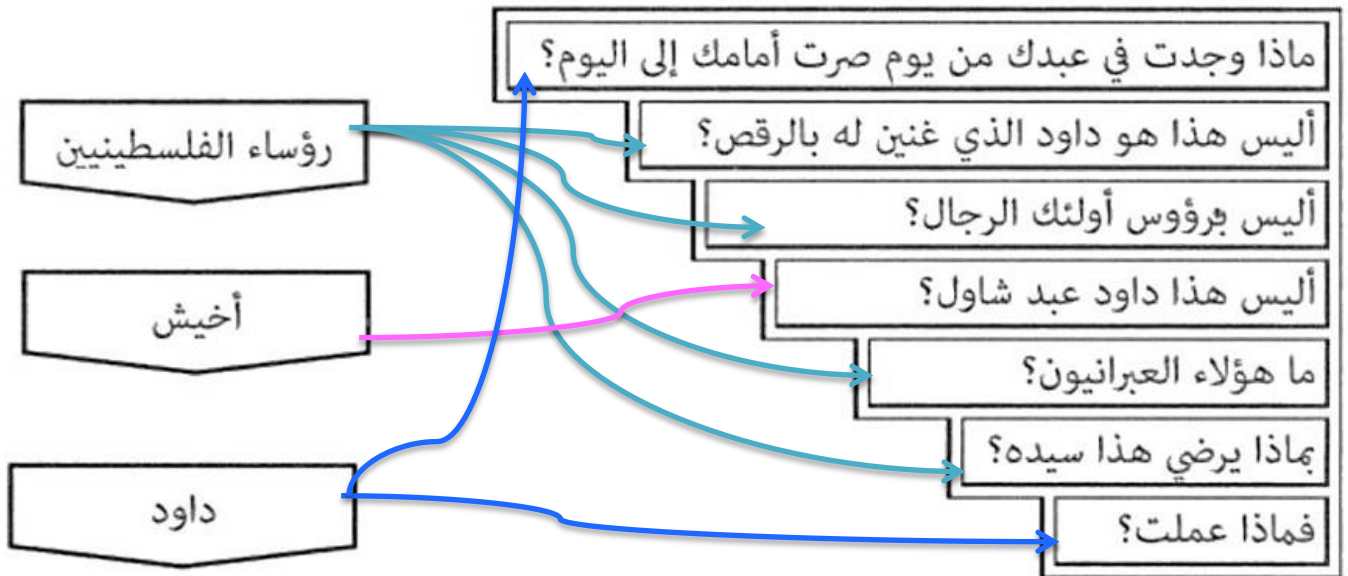 ماذا وجدت في عبدك من يوم صرت أمامك إلى اليوم؟
أليس هذا هو داود الذي غنين له بالرقص؟
أليس برؤوس أولئك الرجال؟
أليس هذا داود عبد شاول؟
ما هؤلاء العبرانيون؟
بماذا يرضي هذا سيده؟
فماذا عملت؟
رؤساء الفلسطينيين
أخيش
داود